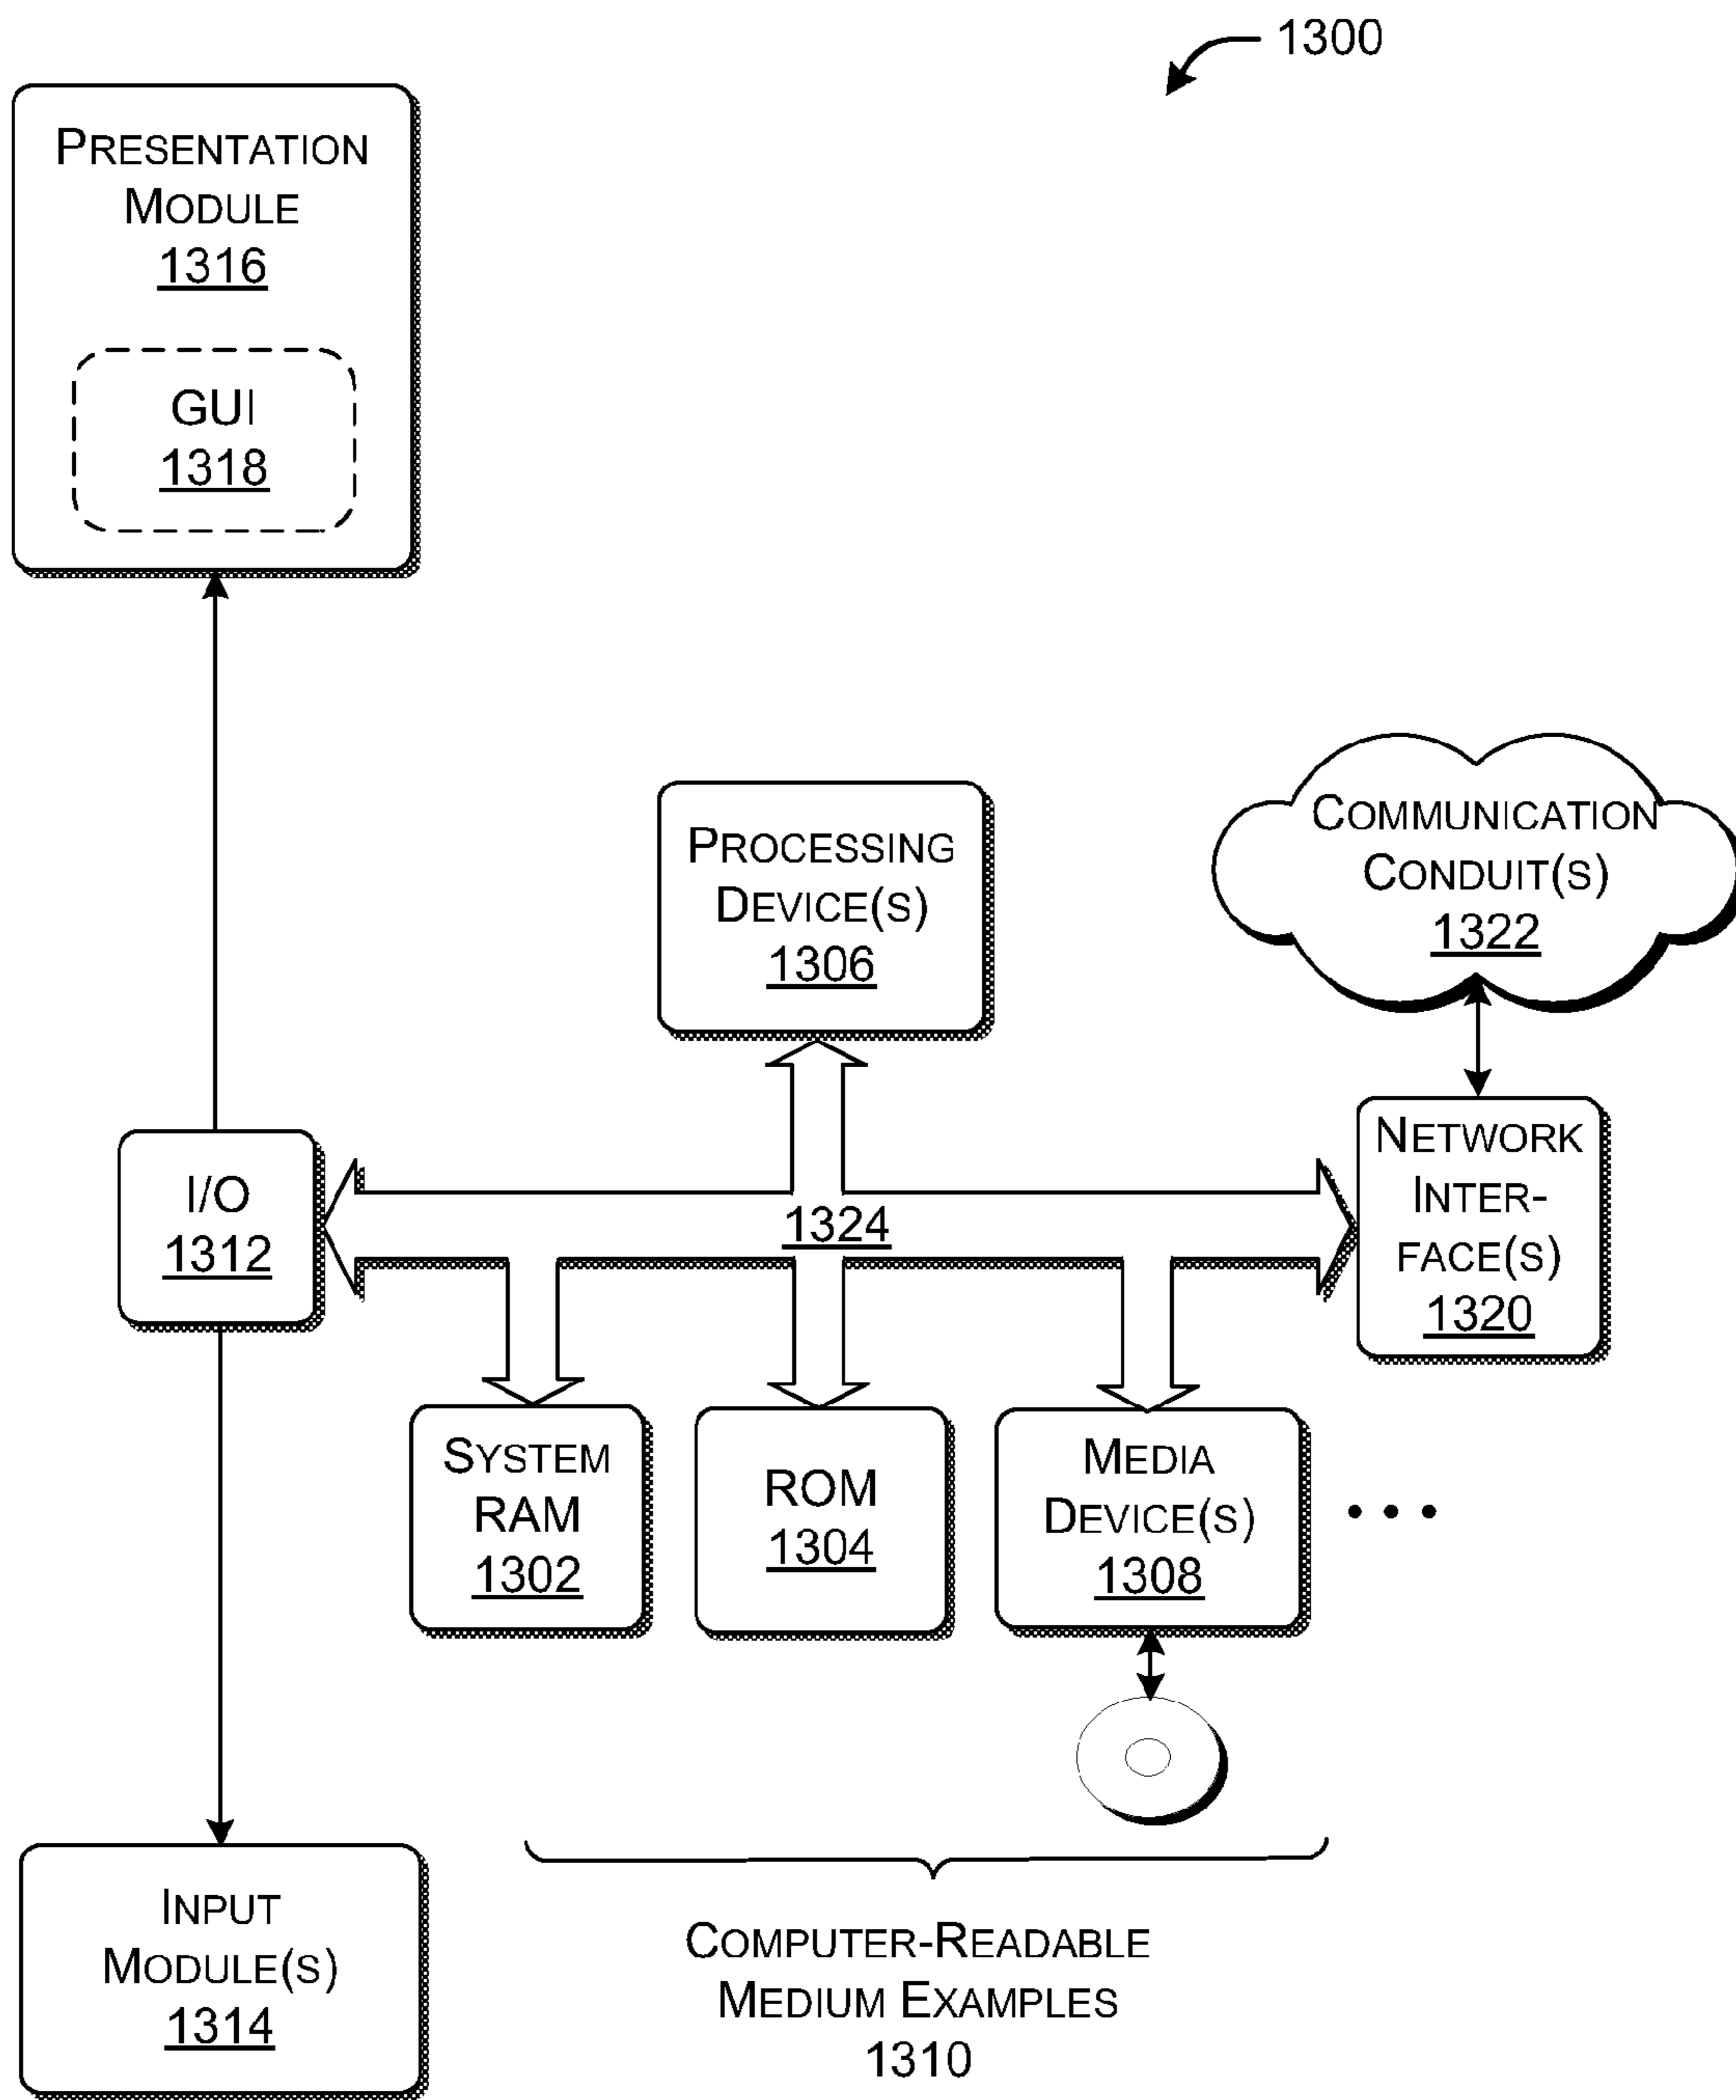 1300
PRESENTATION
MODULE
1316
GUI
1318
PROCESSING
DEVICE(S)
1306
COMMUNICATION
CONDUIT(S)
1322
I/O
1312
1324
NETWORK
INTER-
FACE(S)
1320
SYSTEM
RAM
1302
ROM
1304
MEDIA
DEVICE(S)
1308
• • •
INPUT
MODULE(S)
1314
COMPUTER-READABLE
MEDIUM EXAMPLES
1310